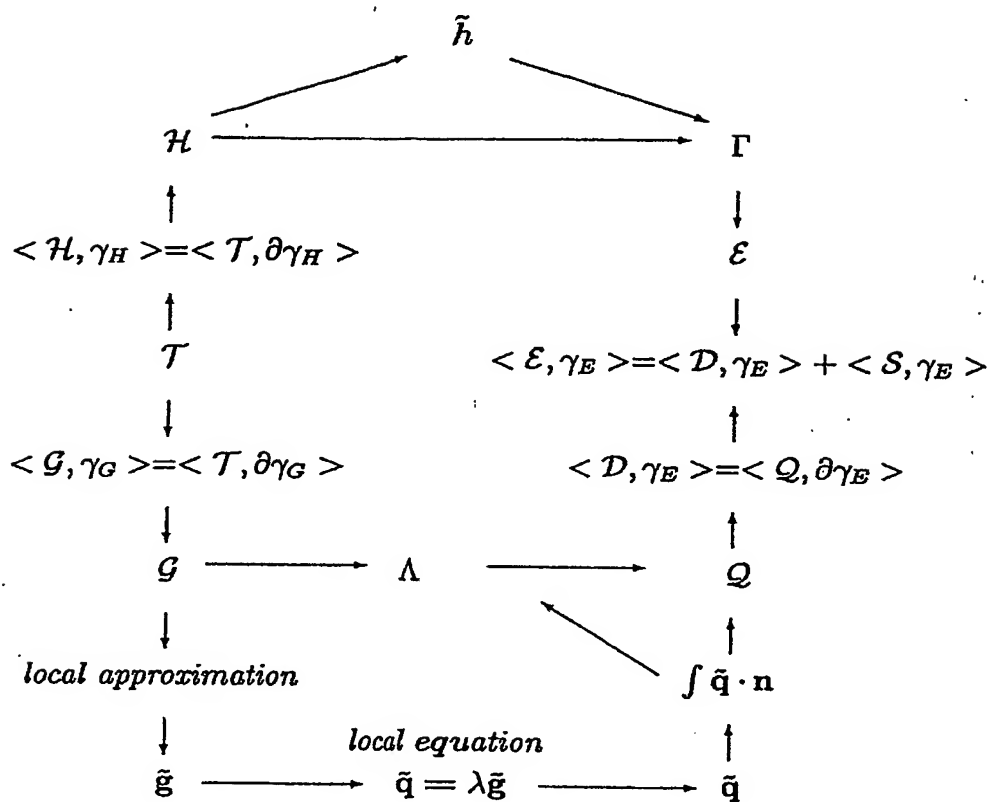 h̃
ℋ Γ
< ℋ, γ_H >=< 𝒯, ∂γ_H > ℰ
𝒯 < ℰ, γ_E >=< 𝒟, γ_E > + < 𝒮, γ_E >
< 𝒢, γ_G >=< 𝒯, ∂γ_G > < 𝒟, γ_E >=< 𝒬, ∂γ_E >
𝒢 Λ 𝒬
local approximation ∫ q̃ · n
local equation
g̃ q̃ = λg̃ q̃